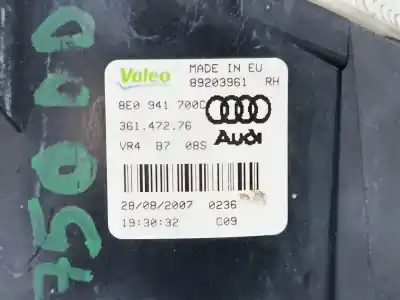 Valeo MADE IN EU
89203961 RH
8E0 941 700C
361.472.76
Audi
VR4 B7 08S
28/08/2007 0236
19:30:32 C09
750DD